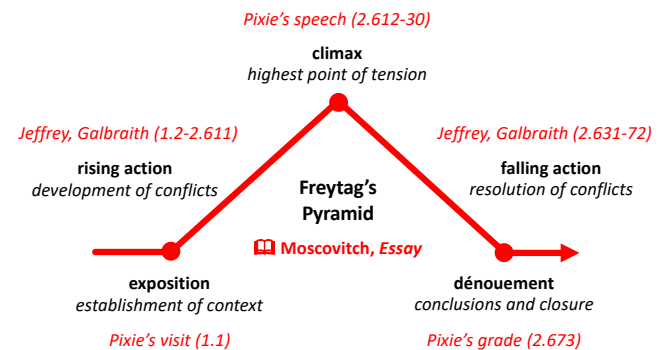 Pixie’s speech (2.612-30)
climax
highest point of tension
Jeffrey, Galbraith (1.2-2.611)
rising action
development of conflicts
Jeffrey, Galbraith (2.631-72)
falling action
resolution of conflicts
Freytag’s
Pyramid
Moscovitch, Essay
exposition
establishment of context
Pixie’s visit (1.1)
dénouement
conclusions and closure
Pixie’s grade (2.673)